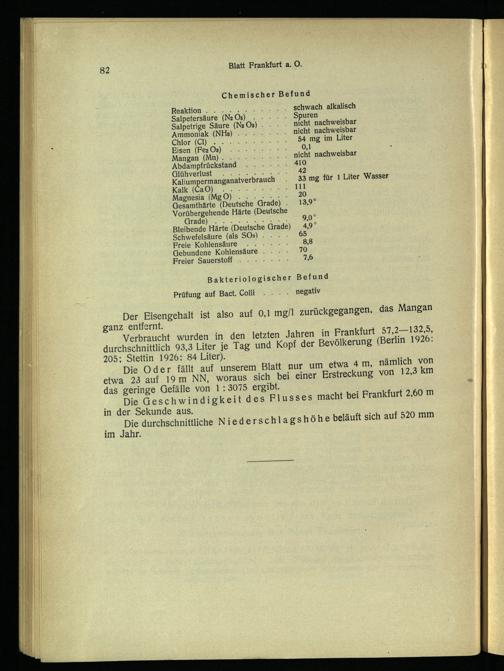 82
Blatt Frankfurt a. O.
Chemischer Befund
Reaktion . . . . . . . . . . . . schwach alkalisch
Salpetersäure (N₂O₅) . . . . . Spuren
Salpetrige Säure (N₂O₃) . . . . nicht nachweisbar
Ammoniak (NH₃) . . . . . . . . nicht nachweisbar
Chlor (Cl) . . . . . . . . . . . 54 mg im Liter
Eisen (Fe₂O₃) . . . . . . . . . 0,1
Mangan (Mn) . . . . . . . . . . nicht nachweisbar
Abdampfrückstand . . . . . . . 410
Glühverlust . . . . . . . . . . 42
Kaliumpermanganatverbrauch . 33 mg für 1 Liter Wasser
Kalk (CaO) . . . . . . . . . . 111
Magnesia (MgO) . . . . . . . . 20
Gesamthärte (Deutsche Grade) . 13,9°
Vorübergehende Härte (Deutsche
Grade) . . . . . . . . . . . 9,0°
Bleibende Härte (Deutsche Grade) 4,9°
Schwefelsäure (als SO₃) . . . . 65
Freie Kohlensäure . . . . . . 8,8
Gebundene Kohlensäure . . . . 70
Freier Sauerstoff . . . . . . . 7,6
Bakteriologischer Befund
Prüfung auf Bact. Colli . . . . negativ
Der Eisengehalt ist also auf 0,1 mg/l zurückgegangen, das Mangan
ganz entfernt.
Verbraucht wurden in den letzten Jahren in Frankfurt 57,2—132,5,
durchschnittlich 93,3 Liter je Tag und Kopf der Bevölkerung (Berlin 1926:
205; Stettin 1926: 84 Liter).
Die Oder fällt auf unserem Blatt nur um etwa 4 m, nämlich von
etwa 23 auf 19 m NN, woraus sich bei einer Erstreckung von 12,3 km
das geringe Gefälle von 1 : 3075 ergibt.
Die Geschwindigkeit des Flusses macht bei Frankfurt 2,60 m
in der Sekunde aus.
Die durchschnittliche Niederschlagshöhe beläuft sich auf 520 mm
im Jahr.